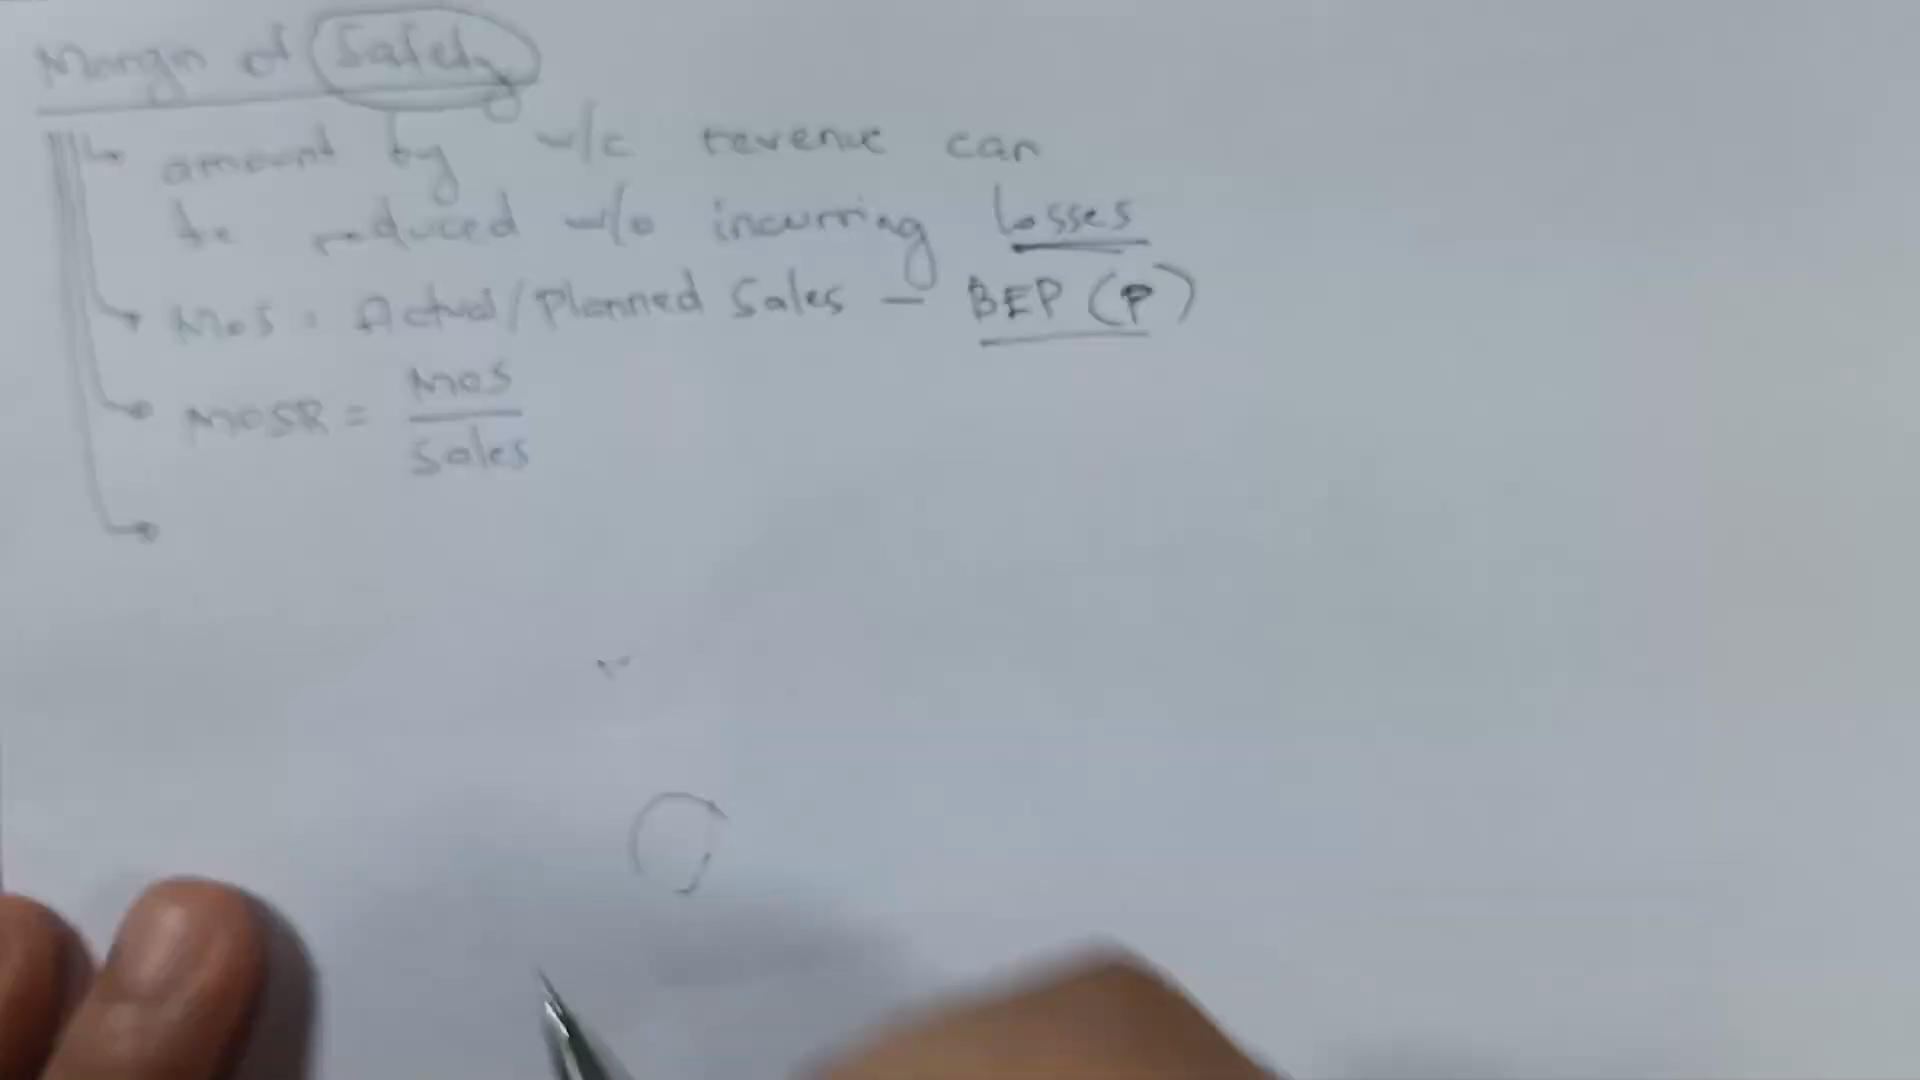 Margin of Safety
amount by w/c revenue can
be reduced w/o incurring losses
MOS = Actual/Planned Sales - BEP (P)
MOSR = MOS
Sales